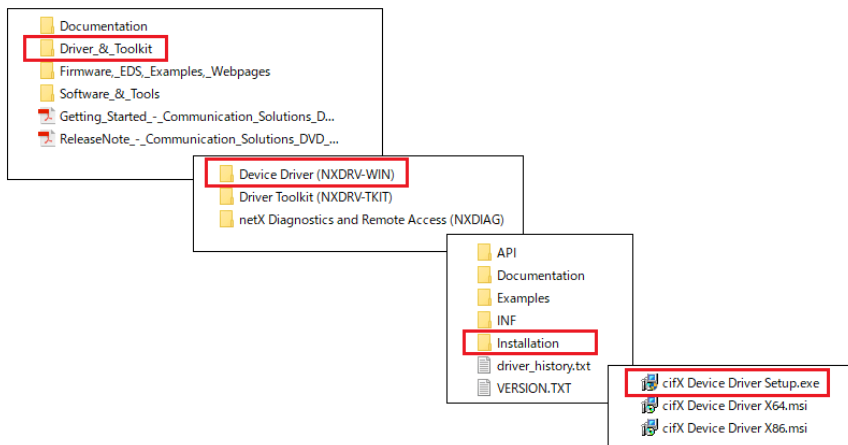 Documentation
Driver_&_Toolkit
Firmware,_EDS,_Examples,_Webpages
Software_&_Tools
Getting_Started_-_Communication_Solutions_D...
ReleaseNote_-_Communication_Solutions_DVD_...
Device Driver (NXDRV-WIN)
Driver Toolkit (NXDRV-TKIT)
netX Diagnostics and Remote Access (NXDIAG)
API
Documentation
Examples
INF
Installation
driver_history.txt
VERSION.TXT
cifX Device Driver Setup.exe
cifX Device Driver X64.msi
cifX Device Driver X86.msi